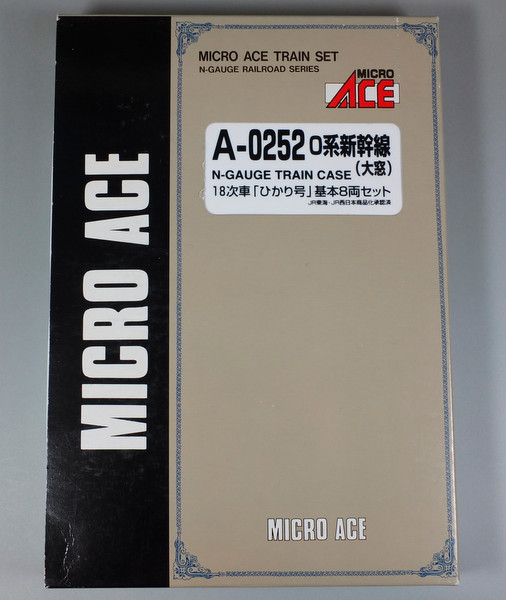 MICRO ACE TRAIN SET
N-GAUGE RAILROAD SERIES
MICRO
ACE
A-0252 0系新幹線
(大窓)
N-GAUGE TRAIN CASE
18次車「ひかり号」基本8両セット
JR東海・JR西日本商品化承認済
MICRO ACE
MICRO ACE